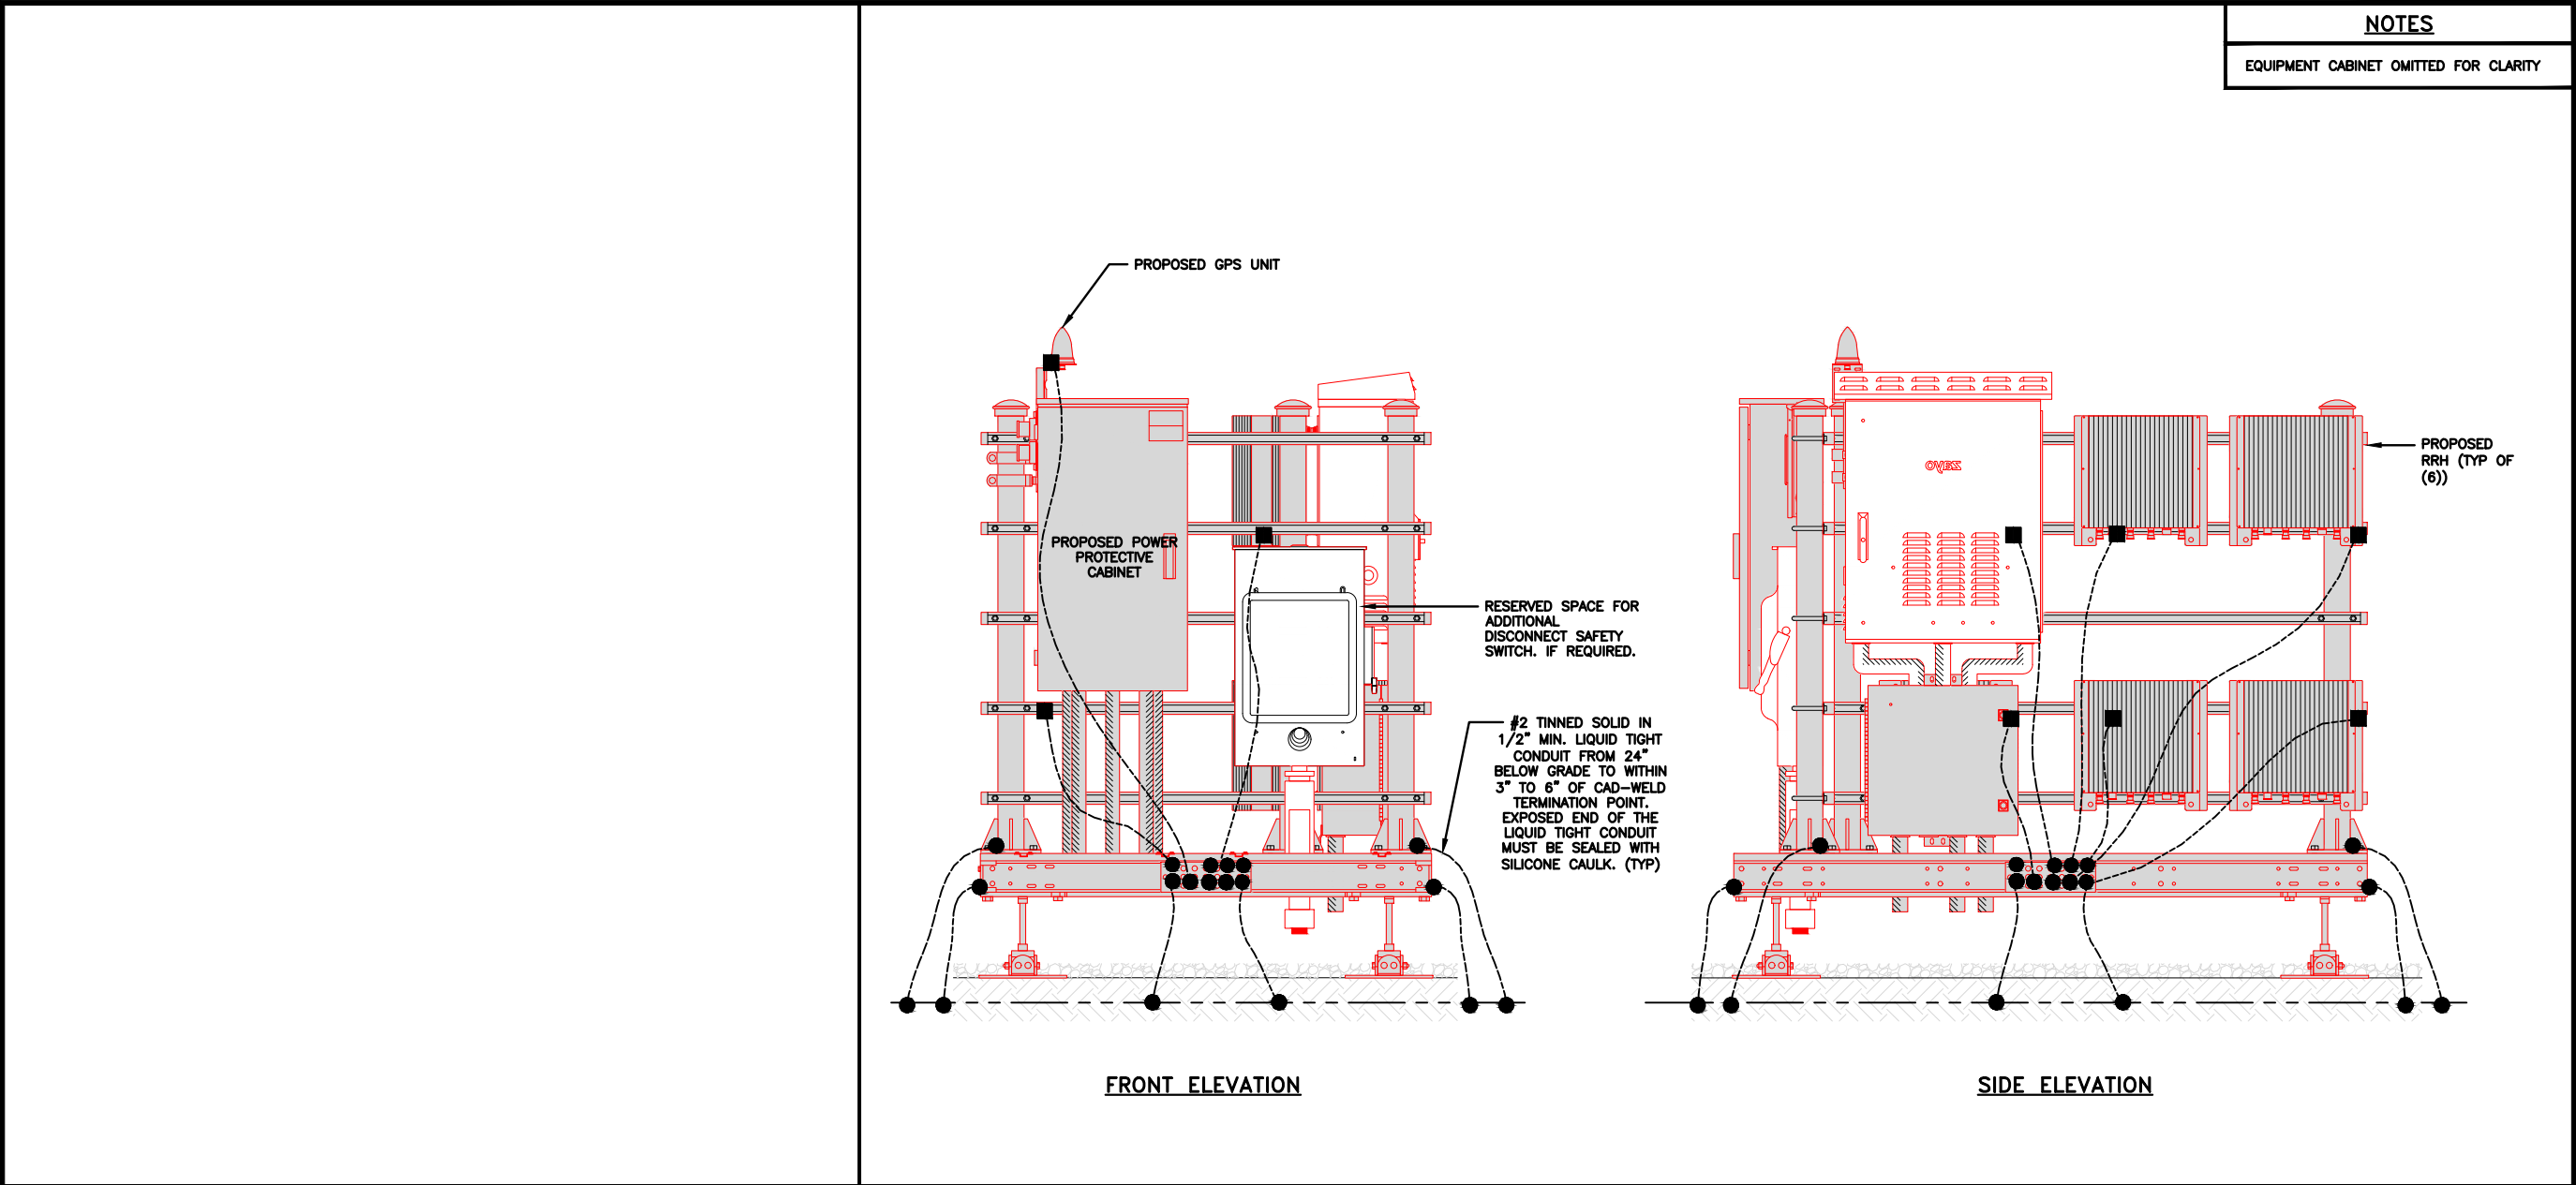 NOTES
EQUIPMENT CABINET OMITTED FOR CLARITY
PROPOSED GPS UNIT
PROPOSED POWER
PROTECTIVE
CABINET
RESERVED SPACE FOR
ADDITIONAL
DISCONNECT SAFETY
SWITCH. IF REQUIRED.
#2 TINNED SOLID IN
1/2" MIN. LIQUID TIGHT
CONDUIT FROM 24"
BELOW GRADE TO WITHIN
3" TO 6" OF CAD-WELD
TERMINATION POINT.
EXPOSED END OF THE
LIQUID TIGHT CONDUIT
MUST BE SEALED WITH
SILICONE CAULK. (TYP)
FRONT ELEVATION
zayo
PROPOSED
RRH (TYP OF
(6))
SIDE ELEVATION